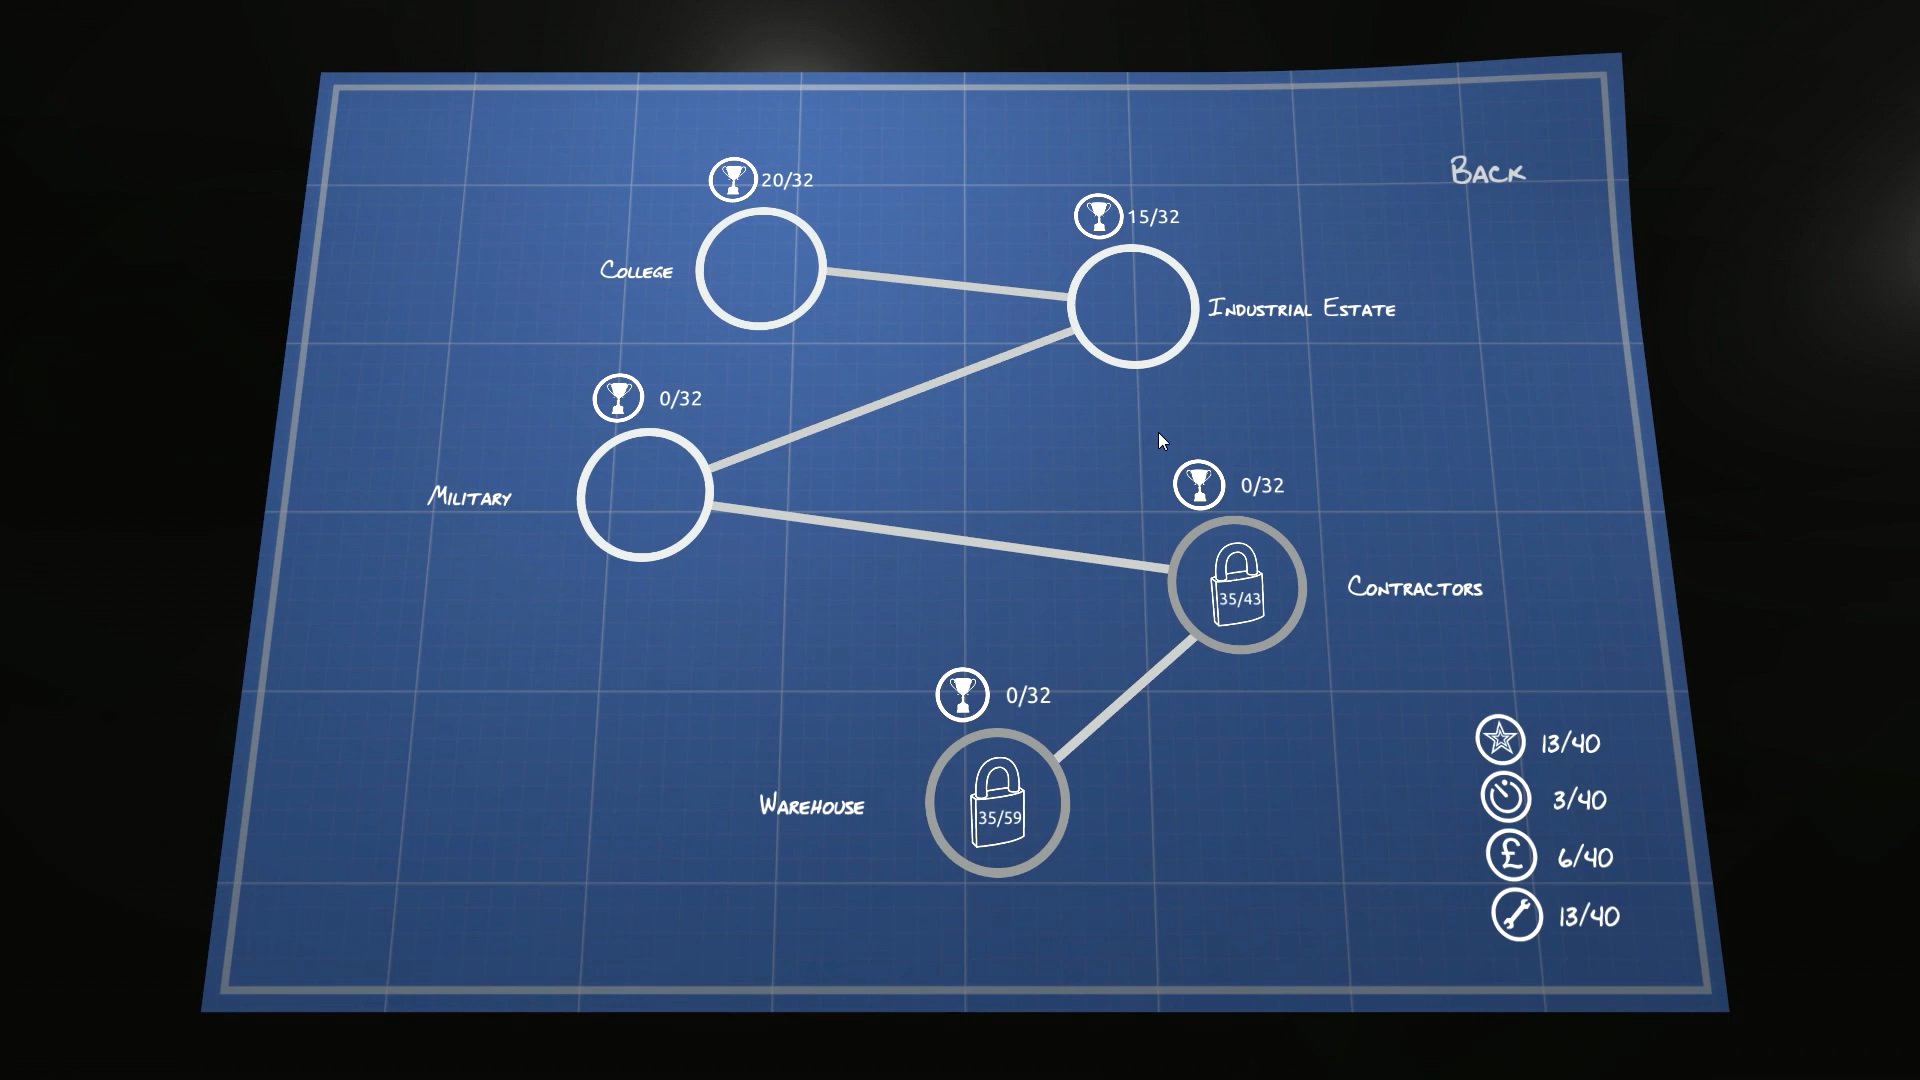 BACK
20/32
15/32
COLLEGE
INDUSTRIAL ESTATE
0/32
MILITARY
0/32
35/43
CONTRACTORS
0/32
WAREHOUSE
35/59
13/40
3/40
£ 6/40
13/40